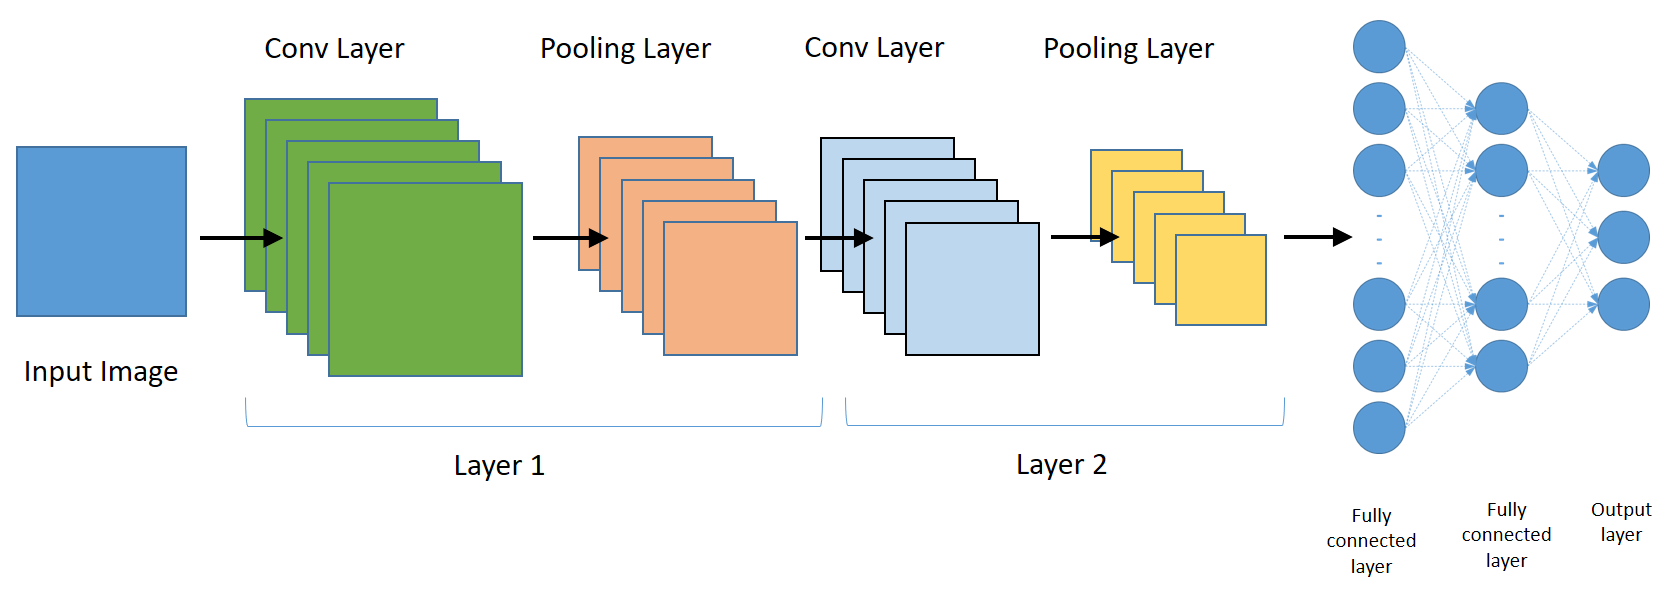 Conv Layer
Pooling Layer
Conv Layer
Pooling Layer
Input Image
Layer 1
Layer 2
Fully
connected
layer
Fully
connected
layer
Output
layer